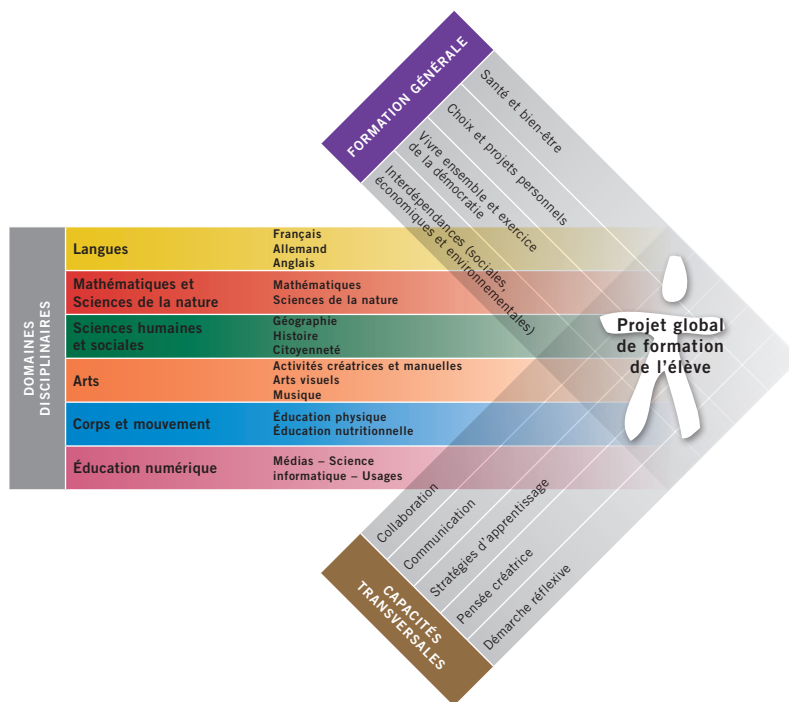 FORMATION GÉNÉRALE
Santé et bien-être
Choix et projets personnels
Vivre ensemble et exercice
de la démocratie
Interdépendances (sociales,
économiques et environnementales)
DOMAINES
DISCIPLINAIRES
Langues
Français
Allemand
Anglais
Mathématiques et
Sciences de la nature
Mathématiques
Sciences de la nature
Sciences humaines
et sociales
Géographie
Histoire
Citoyenneté
Arts
Activités créatrices et manuelles
Arts visuels
Musique
Corps et mouvement
Éducation physique
Éducation nutritionnelle
Éducation numérique
Médias – Science
informatique – Usages
Projet global
de formation
de l’élève
Collaboration
Communication
Stratégies d’apprentissage
Pensée créatrice
Démarche réflexive
CAPACITÉS
TRANSVERSALES